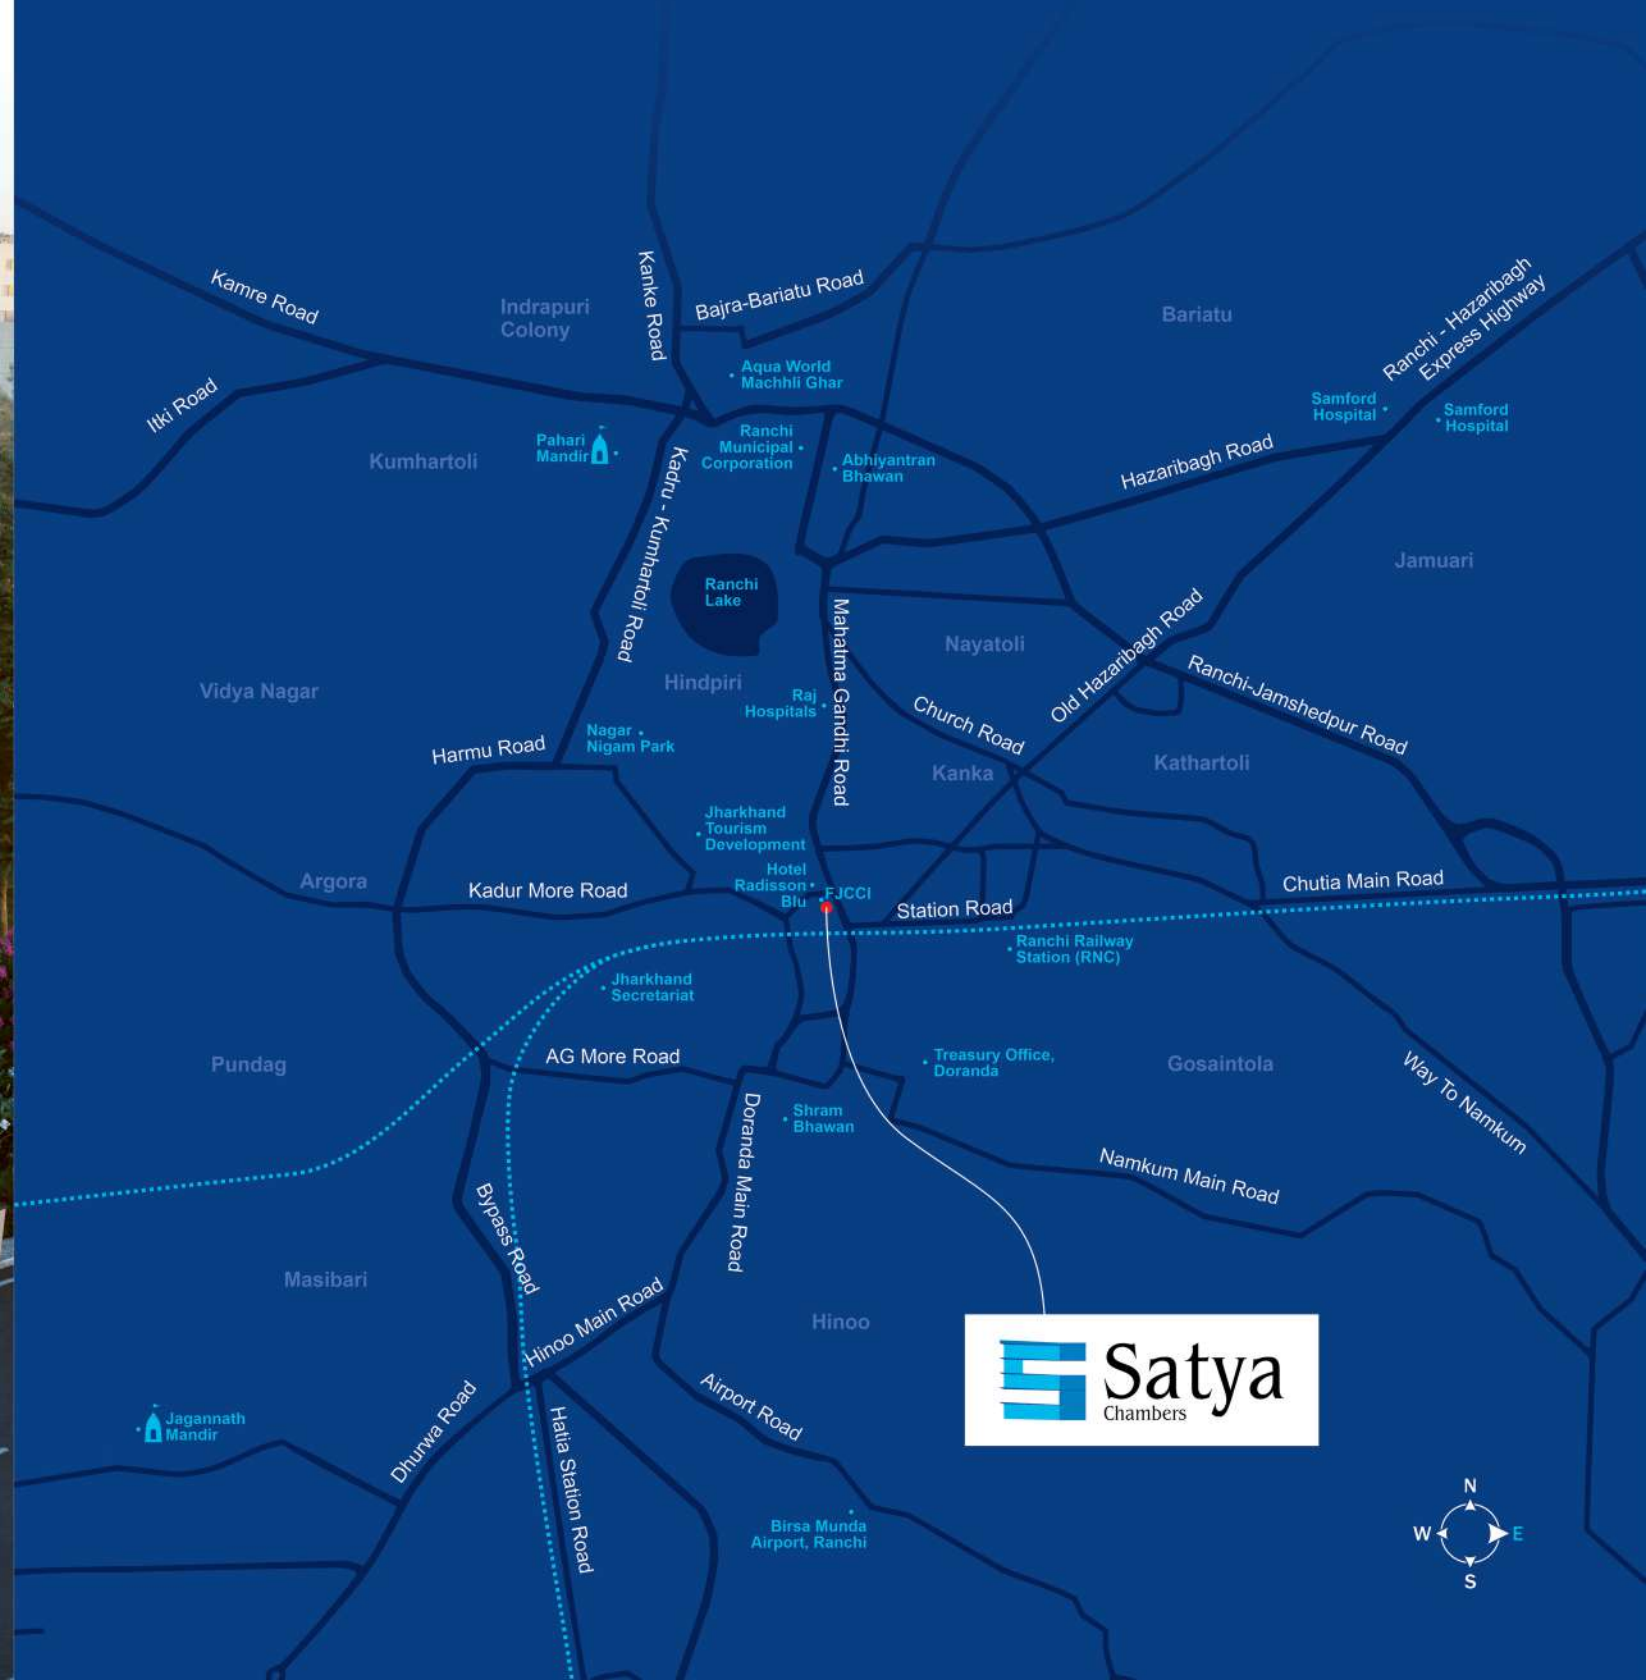 Kamre Road
Indrapuri
Colony
Kanke Road
Bajra-Bariatu Road
Bariatu
Ranchi - Hazaribagh
Express Highway
Itki Road
Aqua World
Machhli Ghar
Samford
Hospital
Samford
Hospital
Kumhartoli
Pahari
Mandir
Ranchi
Municipal
Corporation
Abhiyantran
Bhawan
Hazaribagh Road
Kadru - Kumhartoli Road
Jamuari
Ranchi
Lake
Mahatma Gandhi Road
Nayatoli
Old Hazaribagh Road
Vidya Nagar
Hindpiri
Raj
Hospitals
Church Road
Ranchi-Jamshedpur Road
Harmu Road
Nagar
Nigam Park
Kanka
Kathartoli
Jharkhand
Tourism
Development
Argora
Kadur More Road
Hotel
Radisson
Blu
FJCCI
Station Road
Chutia Main Road
Ranchi Railway
Station (RNC)
Jharkhand
Secretariat
Pundag
AG More Road
Treasury Office,
Doranda
Gosaintola
Way To Namkum
Shram
Bhawan
Doranda Main Road
Namkum Main Road
Bypass Road
Masibari
Hinoo Main Road
Hinoo
Satya
Chambers
Airport Road
Dhurwa Road
Hatia Station Road
Jagannath
Mandir
Birsa Munda
Airport, Ranchi
N
W E
S